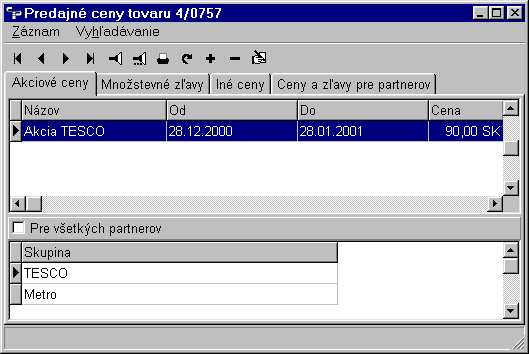 Predajné ceny tovaru 4/0757
Záznam Vyhľadávanie
Akciové ceny Množstevné zľavy Iné ceny Ceny a zľavy pre partnerov
Názov Od Do Cena
Akcia TESCO 28.12.2000 28.01.2001 90,00 SK
Pre všetkých partnerov
Skupina
TESCO
Metro